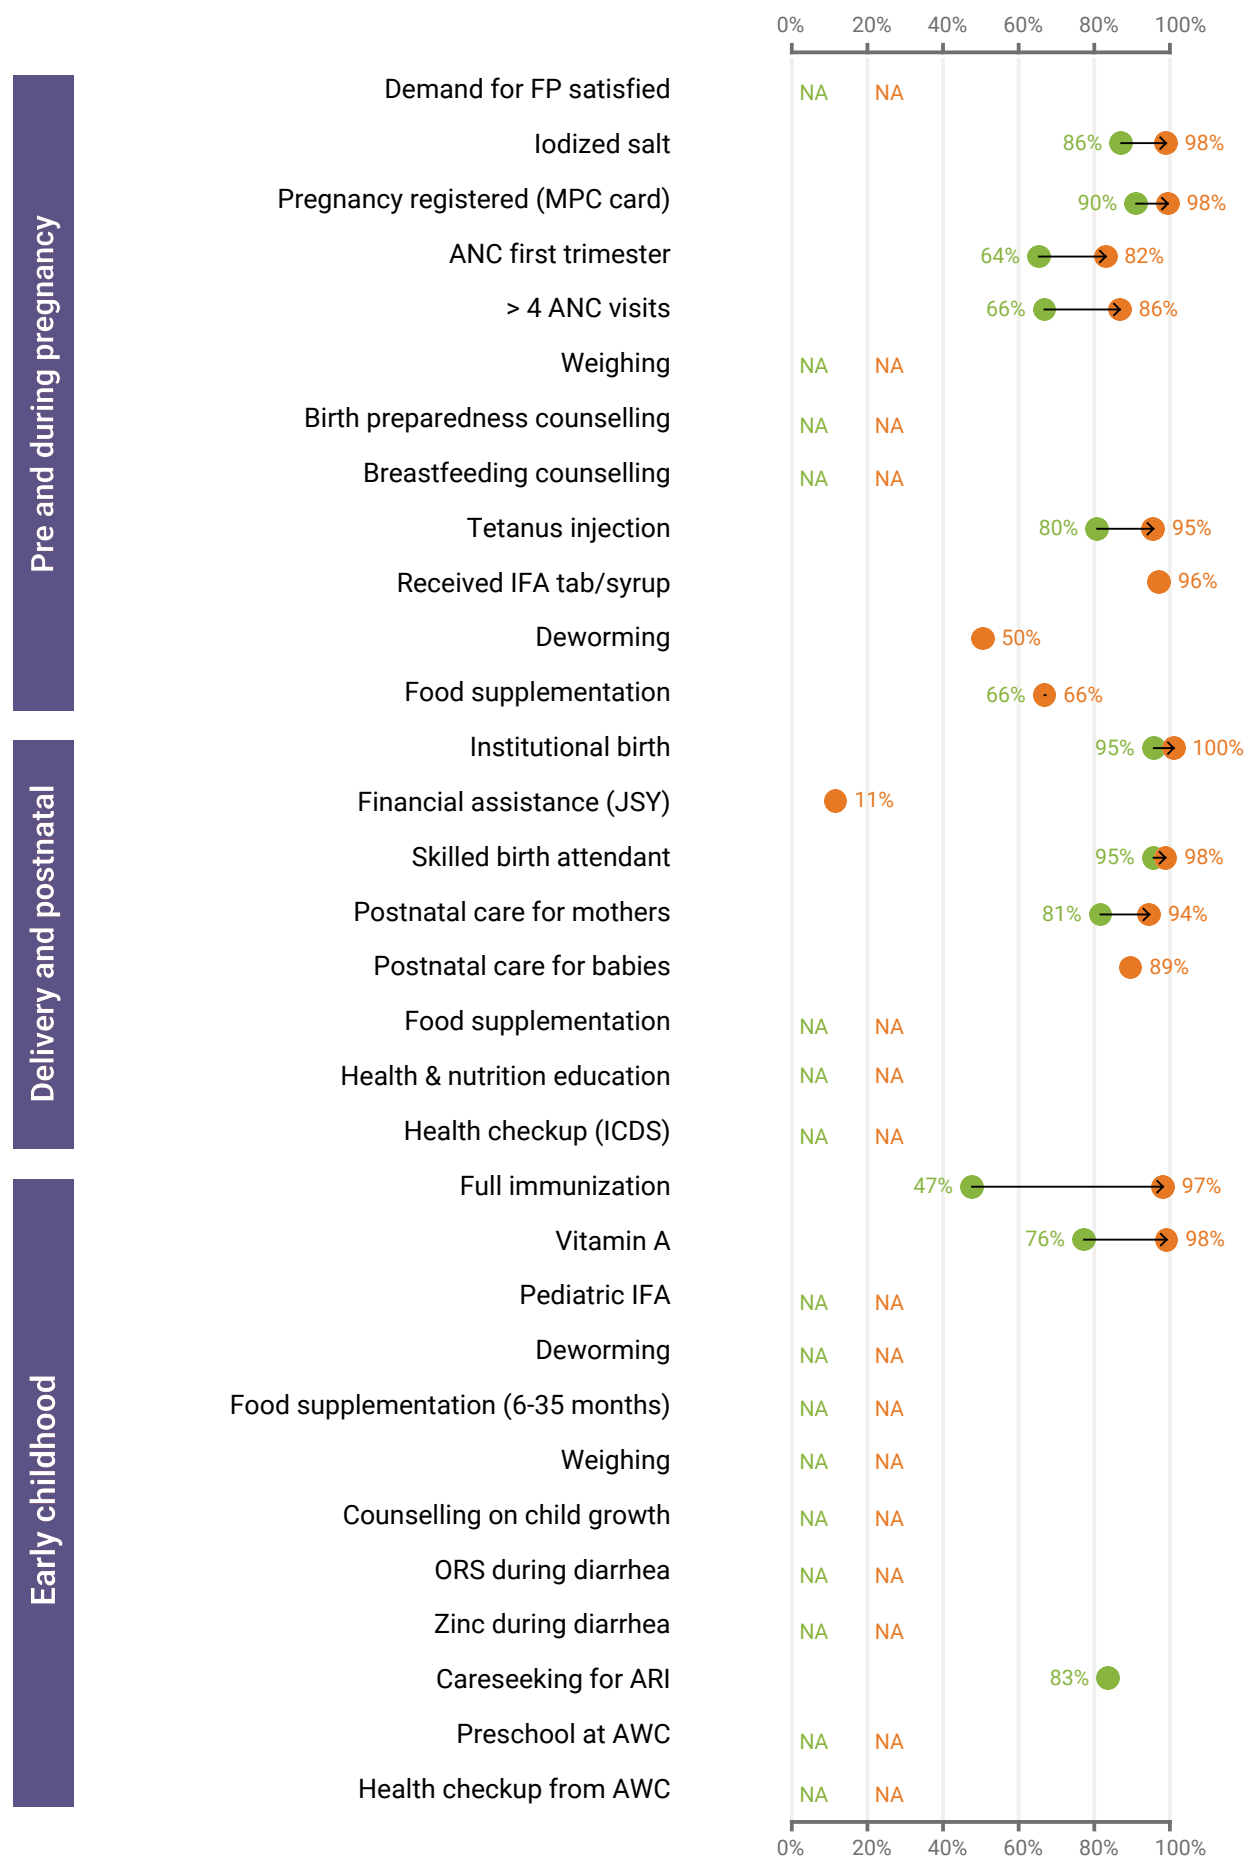 0% 20% 40% 60% 80% 100%
Pre and during pregnancy
Demand for FP satisfied NA NA
Iodized salt 86% 98%
Pregnancy registered (MPC card) 90% 98%
ANC first trimester 64% 82%
> 4 ANC visits 66% 86%
Weighing NA NA
Birth preparedness counselling NA NA
Breastfeeding counselling NA NA
Tetanus injection 80% 95%
Received IFA tab/syrup 96%
Deworming 50%
Food supplementation 66% 66%
Delivery and postnatal
Institutional birth 95% 100%
Financial assistance (JSY) 11%
Skilled birth attendant 95% 98%
Postnatal care for mothers 81% 94%
Postnatal care for babies 89%
Food supplementation NA NA
Health & nutrition education NA NA
Health checkup (ICDS) NA NA
Early childhood
Full immunization 47% 97%
Vitamin A 76% 98%
Pediatric IFA NA NA
Deworming NA NA
Food supplementation (6-35 months) NA NA
Weighing NA NA
Counselling on child growth NA NA
ORS during diarrhea NA NA
Zinc during diarrhea NA NA
Careseeking for ARI 83%
Preschool at AWC NA NA
Health checkup from AWC NA NA
0% 20% 40% 60% 80% 100%